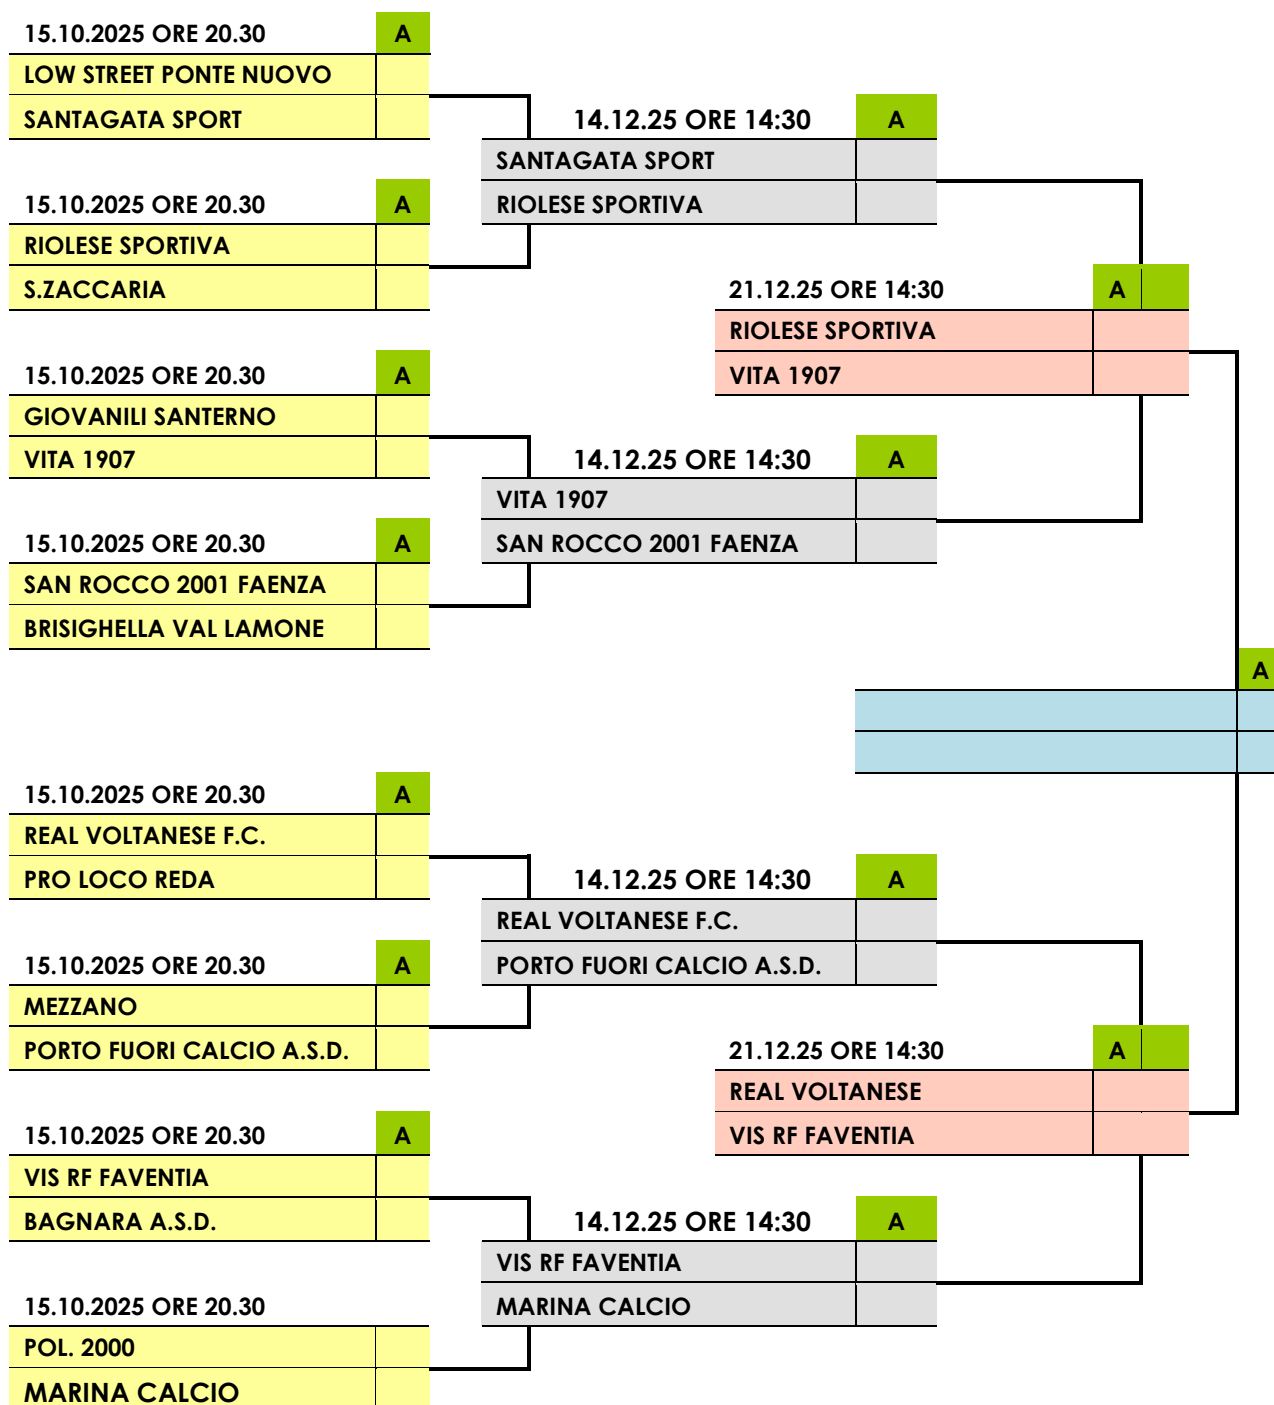 15.10.2025 ORE 20.30 A
LOW STREET PONTE NUOVO
SANTAGATA SPORT
14.12.25 ORE 14:30 A
SANTAGATA SPORT
RIOLESE SPORTIVA
15.10.2025 ORE 20.30 A
RIOLESE SPORTIVA
S.ZACCARIA
21.12.25 ORE 14:30 A
RIOLESE SPORTIVA
VITA 1907
15.10.2025 ORE 20.30 A
GIOVANILI SANTERNO
VITA 1907
14.12.25 ORE 14:30 A
VITA 1907
SAN ROCCO 2001 FAENZA
15.10.2025 ORE 20.30 A
SAN ROCCO 2001 FAENZA
BRISIGHELLA VAL LAMONE
A
15.10.2025 ORE 20.30 A
REAL VOLTANESE F.C.
PRO LOCO REDA
14.12.25 ORE 14:30 A
REAL VOLTANESE F.C.
PORTO FUORI CALCIO A.S.D.
15.10.2025 ORE 20.30 A
MEZZANO
PORTO FUORI CALCIO A.S.D.
21.12.25 ORE 14:30 A
REAL VOLTANESE
VIS RF FAVENTIA
15.10.2025 ORE 20.30 A
VIS RF FAVENTIA
BAGNARA A.S.D.
14.12.25 ORE 14:30 A
VIS RF FAVENTIA
MARINA CALCIO
15.10.2025 ORE 20.30
POL. 2000
MARINA CALCIO